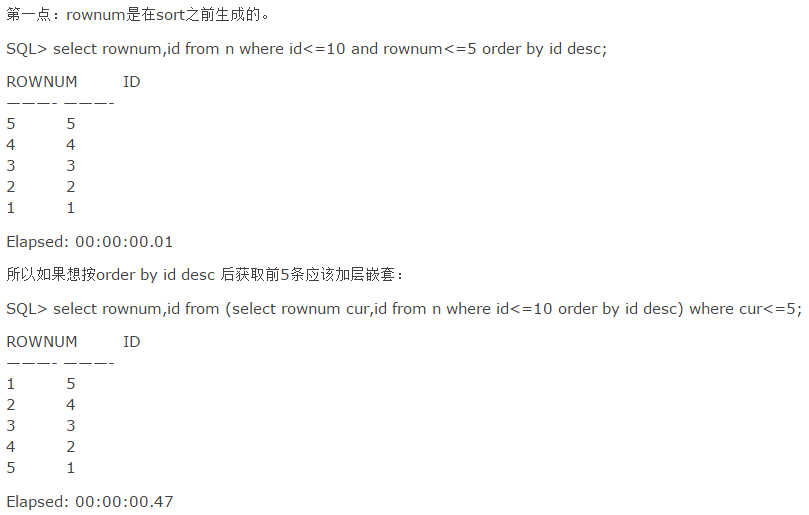 第一点：rownum是在sort之前生成的。
SQL> select rownum,id from n where id<=10 and rownum<=5 order by id desc;
ROWNUM ID
———- ———-
5 5
4 4
3 3
2 2
1 1
Elapsed: 00:00:00.01
所以如果想按order by id desc 后获取前5条应该加层嵌套：
SQL> select rownum,id from (select rownum cur,id from n where id<=10 order by id desc) where cur<=5;
ROWNUM ID
———- ———-
1 5
2 4
3 3
4 2
5 1
Elapsed: 00:00:00.47